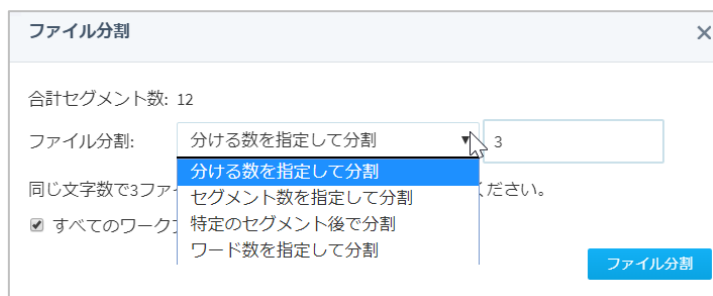 ファイル分割
合計セグメント数: 12
ファイル分割: 分ける数を指定して分割 3
分ける数を指定して分割
セグメント数を指定して分割
特定のセグメント後で分割
ワード数を指定して分割
同じ文字数で3ファ ください。
すべてのワーク
ファイル分割